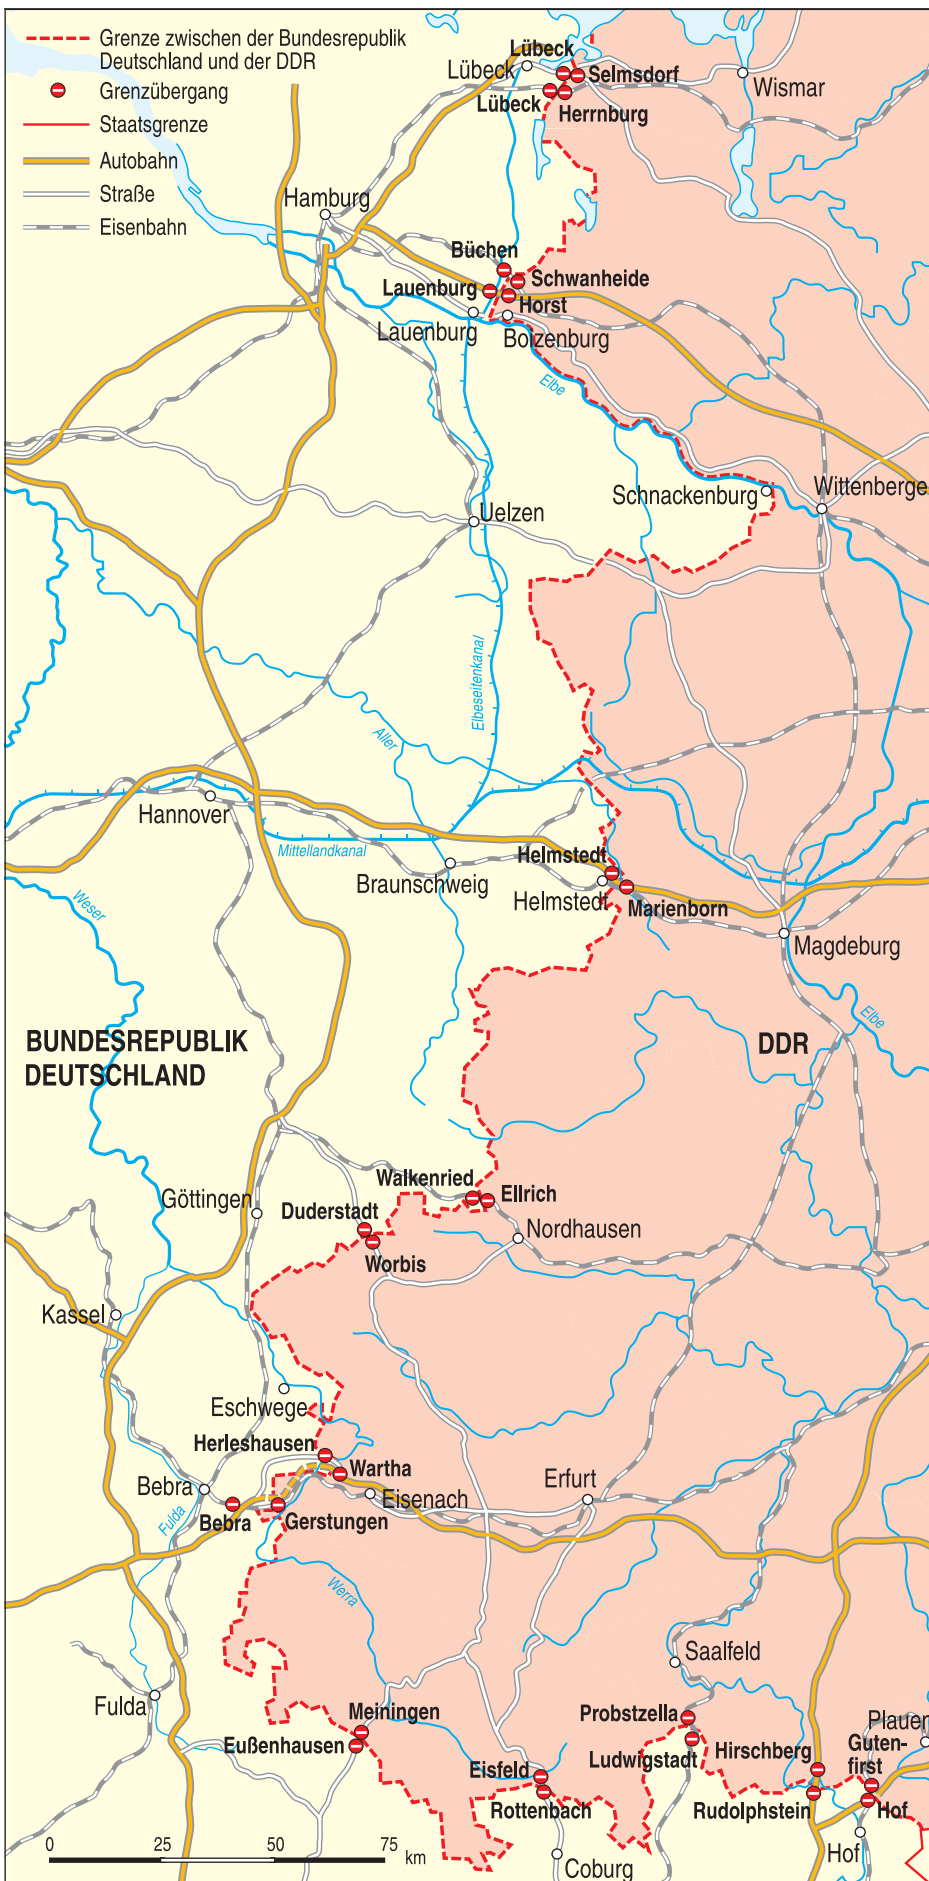 Grenze zwischen der Bundesrepublik
Deutschland und der DDR
Grenzübergang
Staatsgrenze
Autobahn
Straße
Eisenbahn
Lübeck
Lübeck
Selmsdorf
Wismar
Lübeck
Herrnburg
Hamburg
Büchen
Schwanheide
Lauenburg
Horst
Lauenburg
Boizenburg
Elbe
Schnackenburg
Wittenberge
Uelzen
Elbeseitenkanal
Aller
Hannover
Mittellandkanal
Braunschweig
Helmstedt
Helmstedt
Marienborn
Weser
Magdeburg
Elbe
BUNDESREPUBLIK
DEUTSCHLAND
DDR
Walkenried
Ellrich
Göttingen
Duderstadt
Nordhausen
Worbis
Kassel
Eschwege
Herleshausen
Wartha
Bebra
Eisenach
Erfurt
Fulda
Bebra
Gerstungen
Werra
Saalfeld
Fulda
Meiningen
Probstzella
Plauen
Eußenhausen
Ludwigstadt
Hirschberg
Guten-
first
Eisfeld
Rottenbach
Rudolphstein
Hof
Hof
Coburg
0 25 50 75 km